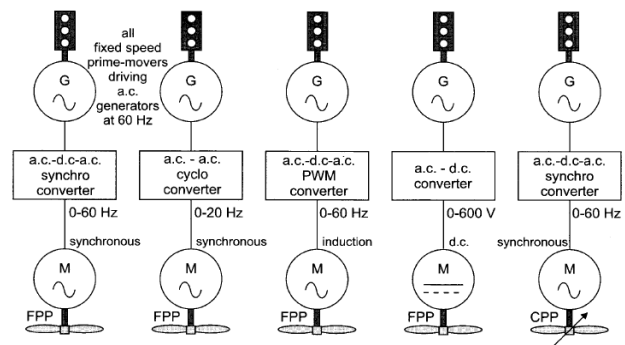 all
fixed speed
prime-movers
driving
a.c.
generators
at 60 Hz
G
G
G
G
G
a.c.-d.c-a.c.
synchro
converter
a.c. - a.c.
cyclo
converter
a.c.-d.c-a.c.
PWM
converter
a.c. - d.c.
converter
a.c.-d.c-a.c.
synchro
converter
0-60 Hz
0-20 Hz
0-60 Hz
0-600 V
0-60 Hz
synchronous
synchronous
induction
d.c.
synchronous
M
M
M
M
M
FPP
FPP
FPP
FPP
CPP